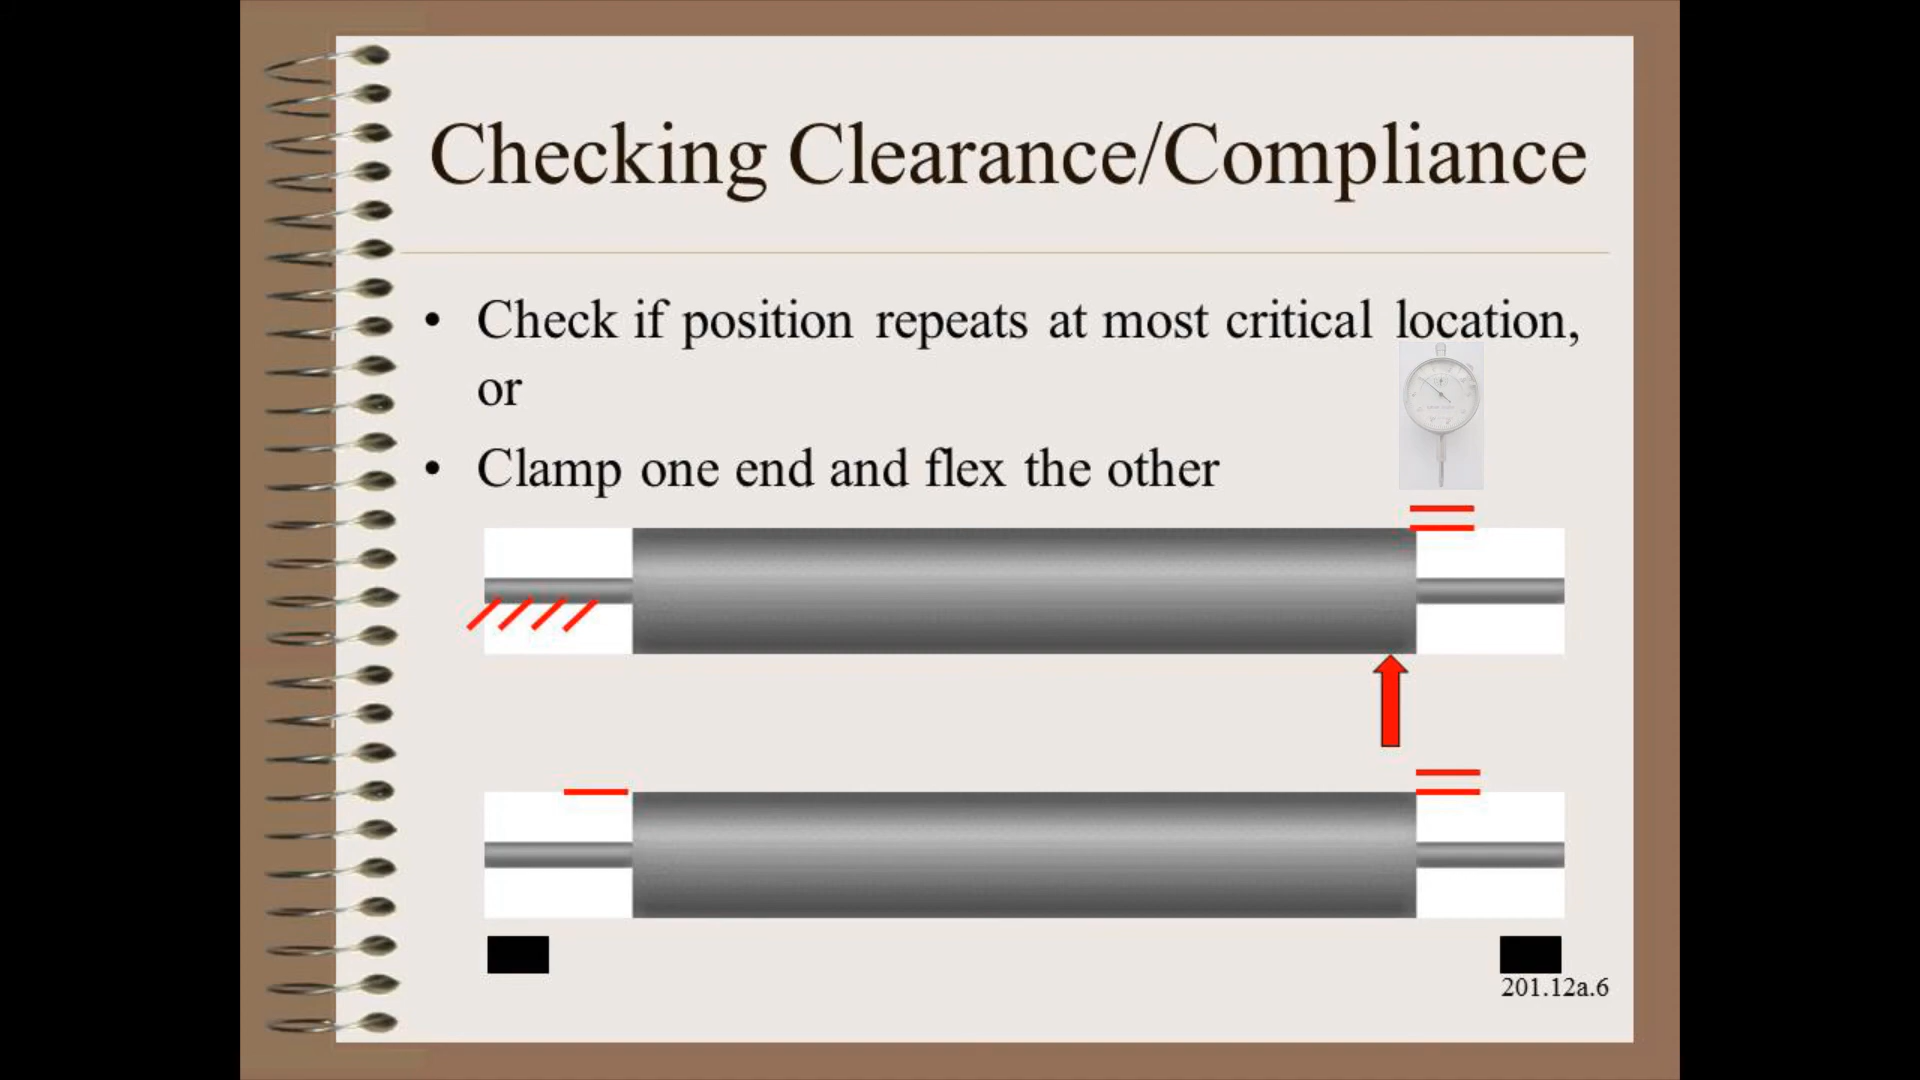 Checking Clearance/Compliance
• Check if position repeats at most critical location,
or
• Clamp one end and flex the other
201.12a.6